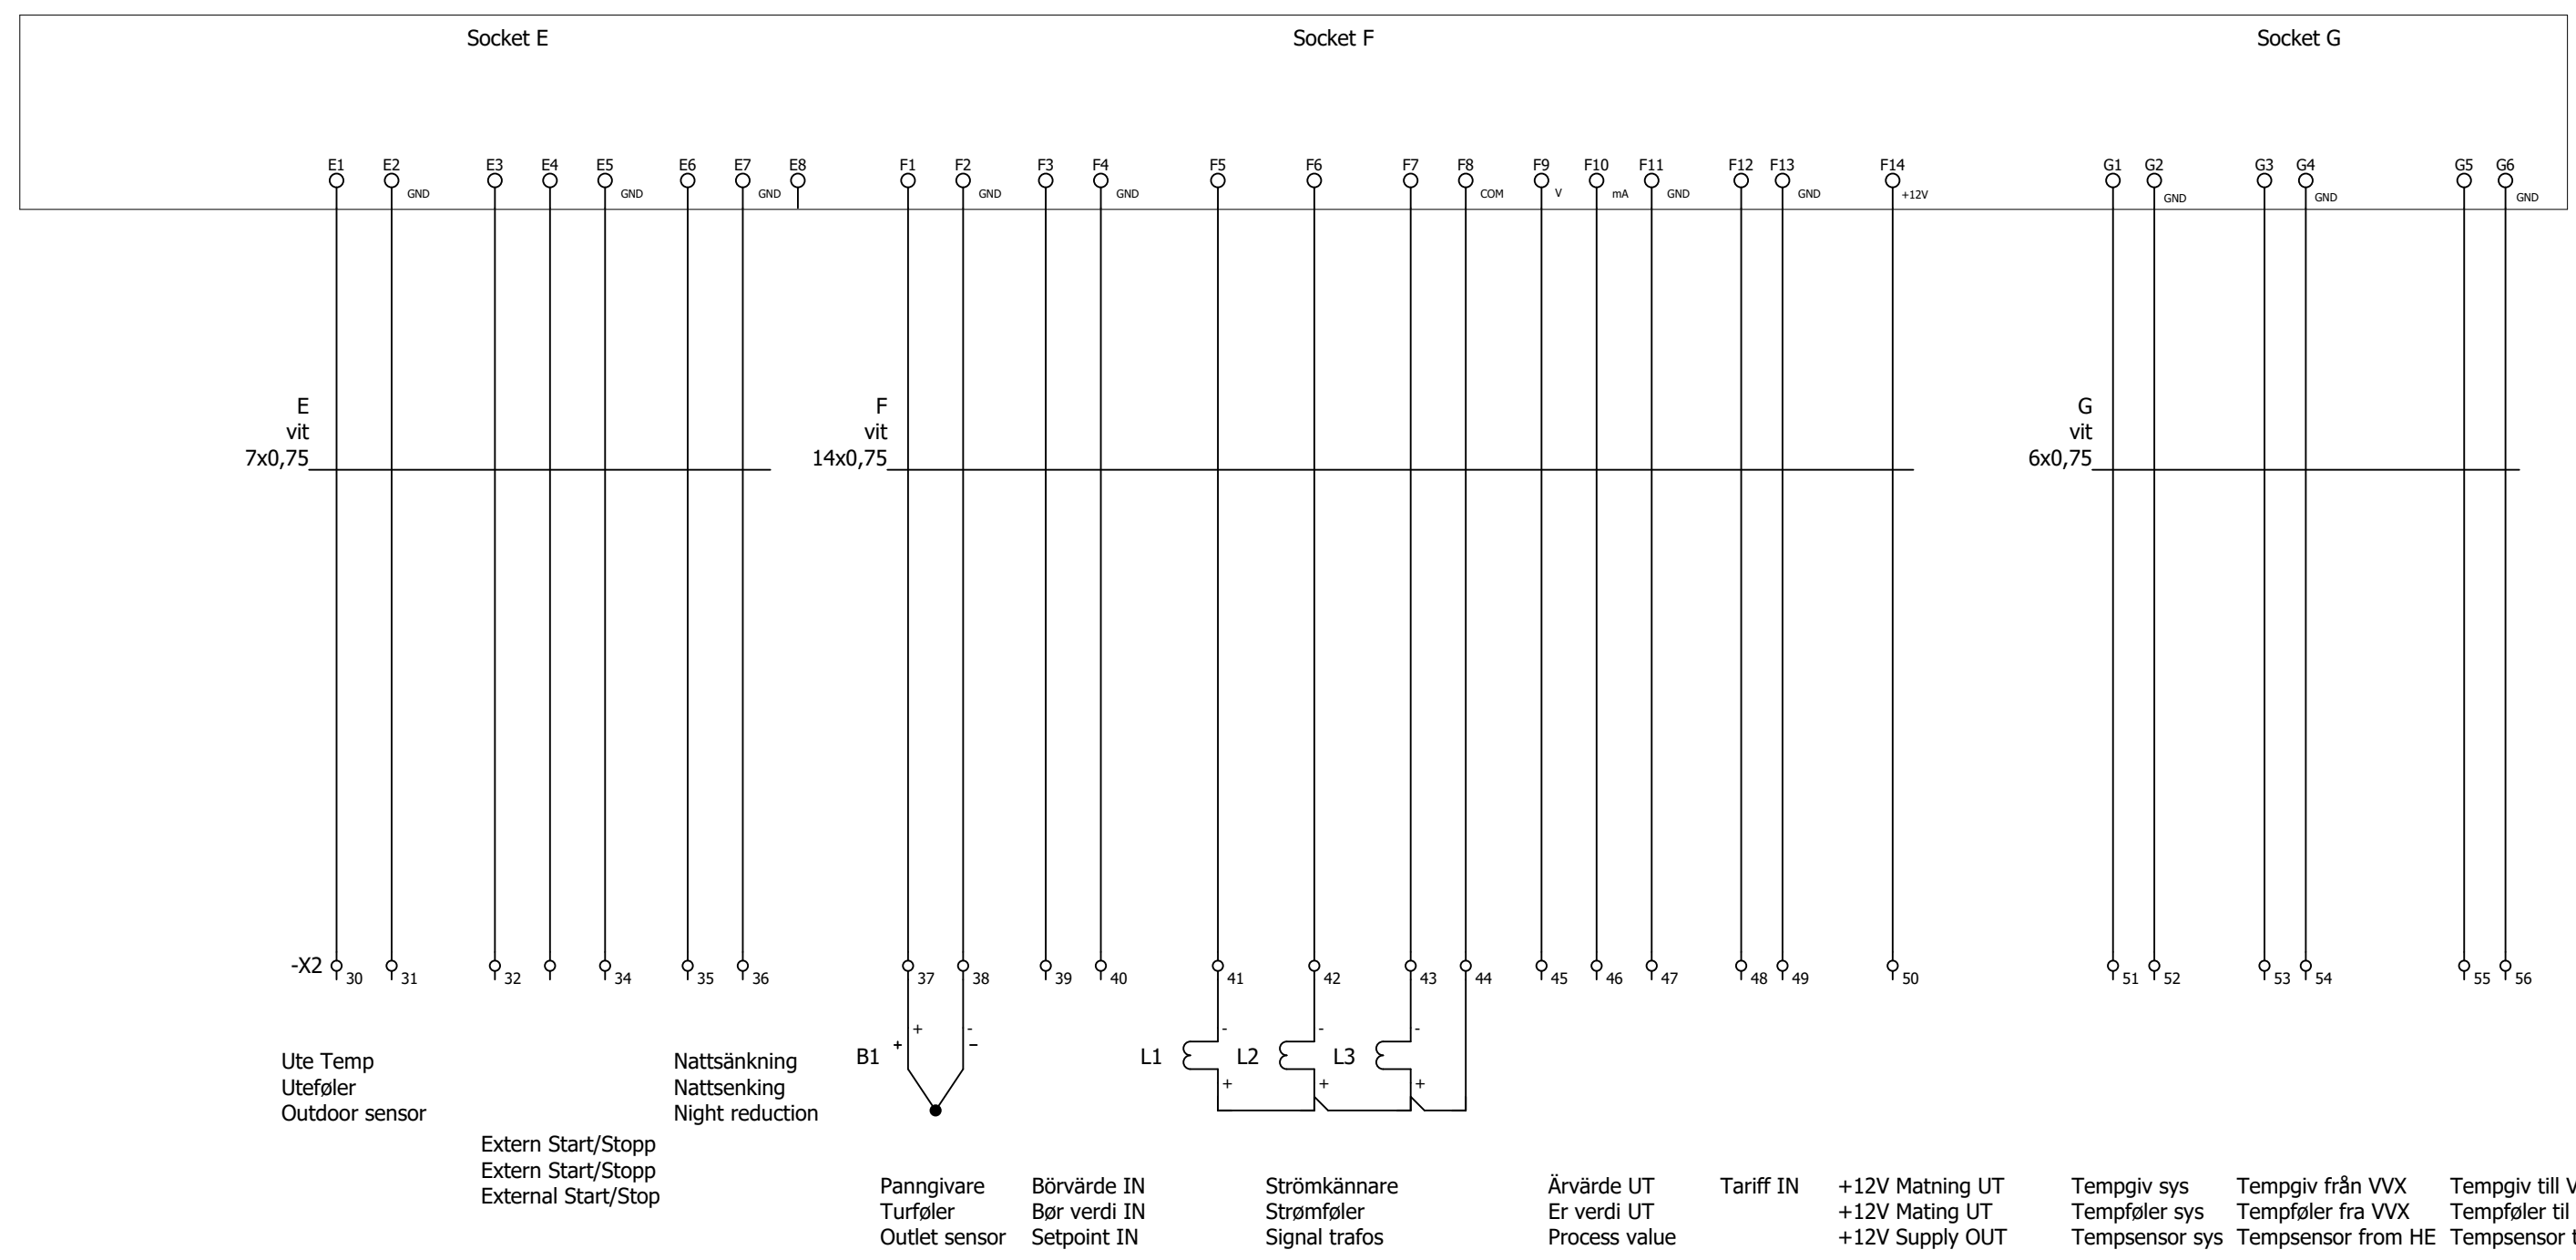 Socket E Socket F Socket G
E1 E2 E3 E4 E5 E6 E7 E8 F1 F2 F3 F4 F5 F6 F7 F8 F9 F10 F11 F12 F13 F14 G1 G2 G3 G4 G5 G6
GND GND GND GND GND COM V mA GND GND +12V GND GND GND
E F G
vit vit vit
7x0,75 14x0,75 6x0,75
-X2 30 31 32 34 35 36 37 38 39 40 41 42 43 44 45 46 47 48 49 50 51 52 53 54 55 56
+ - - - -
B1 + − L1 L2 L3
+ + +
Ute Temp
Uteføler
Outdoor sensor
Nattsänkning
Nattsenking
Night reduction
Extern Start/Stopp
Extern Start/Stopp
External Start/Stop
Panngivare
Turføler
Outlet sensor
Börvärde IN
Bør verdi IN
Setpoint IN
Strömkännare
Strømføler
Signal trafos
Ärvärde UT
Er verdi UT
Process value
Tariff IN
+12V Matning UT
+12V Mating UT
+12V Supply OUT
Tempgiv sys
Tempføler sys
Tempsensor sys
Tempgiv från VVX
Tempføler fra VVX
Tempsensor from HE
Tempgiv till
Tempføler til
Tempsensor